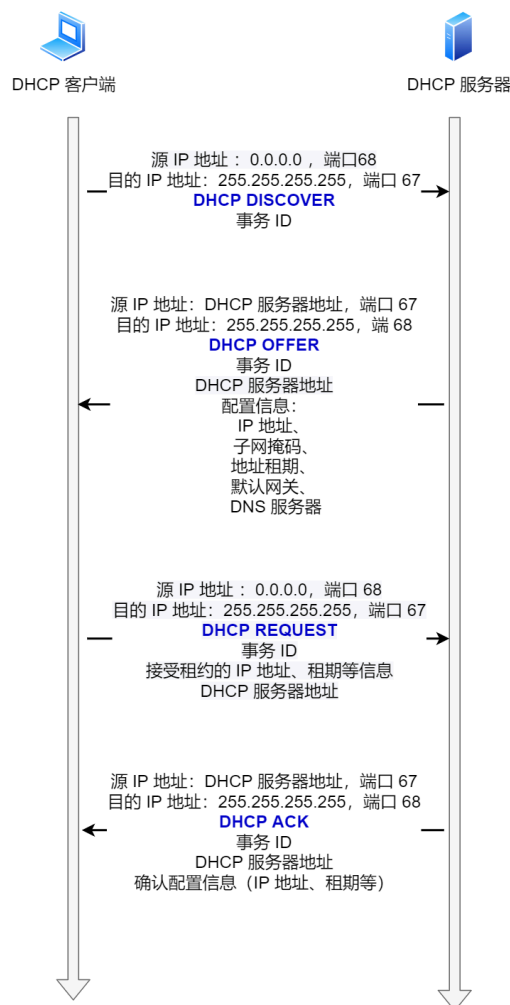 DHCP 客户端
DHCP 服务器
源 IP 地址 ：0.0.0.0 ，端口68
目的 IP 地址：255.255.255.255，端口 67
DHCP DISCOVER
事务 ID
源 IP 地址：DHCP 服务器地址，端口 67
目的 IP 地址：255.255.255.255，端 68
DHCP OFFER
事务 ID
DHCP 服务器地址
配置信息：
IP 地址、
子网掩码、
地址租期、
默认网关、
DNS 服务器
源 IP 地址 ：0.0.0.0，端口 68
目的 IP 地址：255.255.255.255，端口 67
DHCP REQUEST
事务 ID
接受租约的 IP 地址、租期等信息
DHCP 服务器地址
源 IP 地址：DHCP 服务器地址，端口 67
目的 IP 地址：255.255.255.255，端口 68
DHCP ACK
事务 ID
DHCP 服务器地址
确认配置信息（IP 地址、租期等）